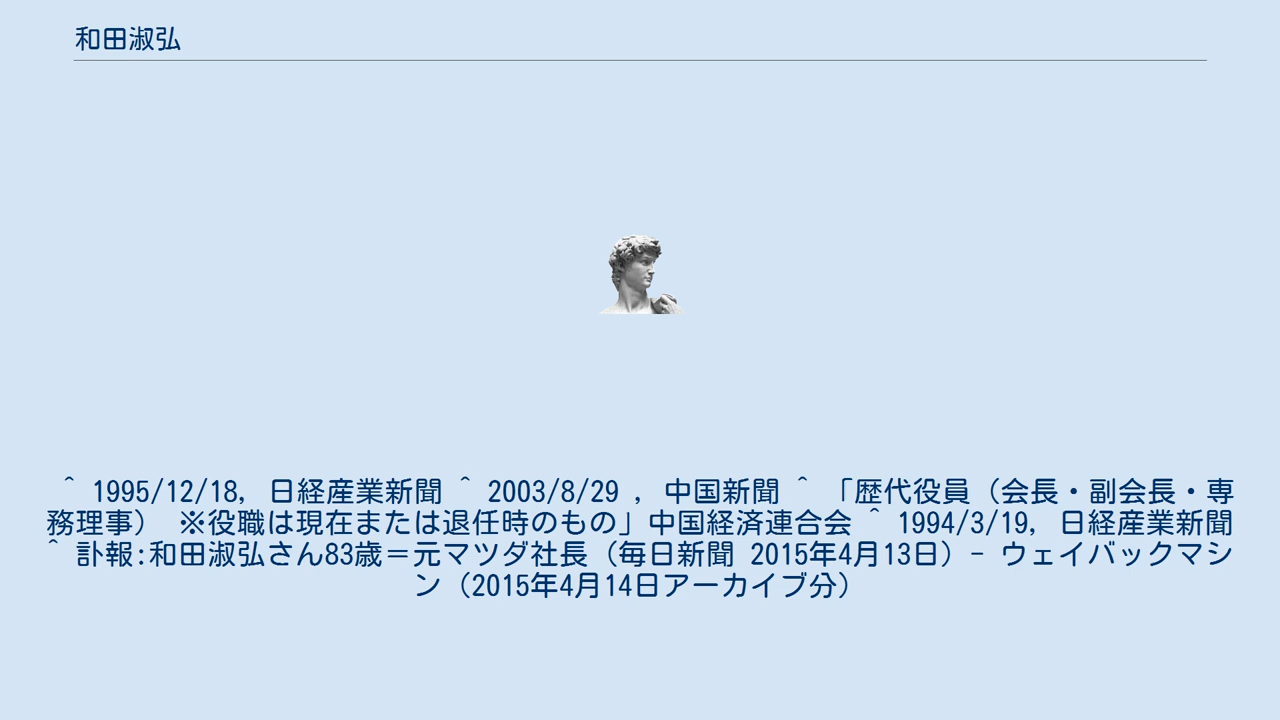 和田淑弘
^ 1995/12/18, 日経産業新聞 ^ 2003/8/29 , 中国新聞 ^ 「歴代役員（会長・副会長・専
務理事） ※役職は現在または退任時のもの」中国経済連合会 ^ 1994/3/19, 日経産業新聞
^ 訃報:和田淑弘さん83歳＝元マツダ社長（毎日新聞 2015年4月13日）- ウェイバックマシ
ン（2015年4月14日アーカイブ分）